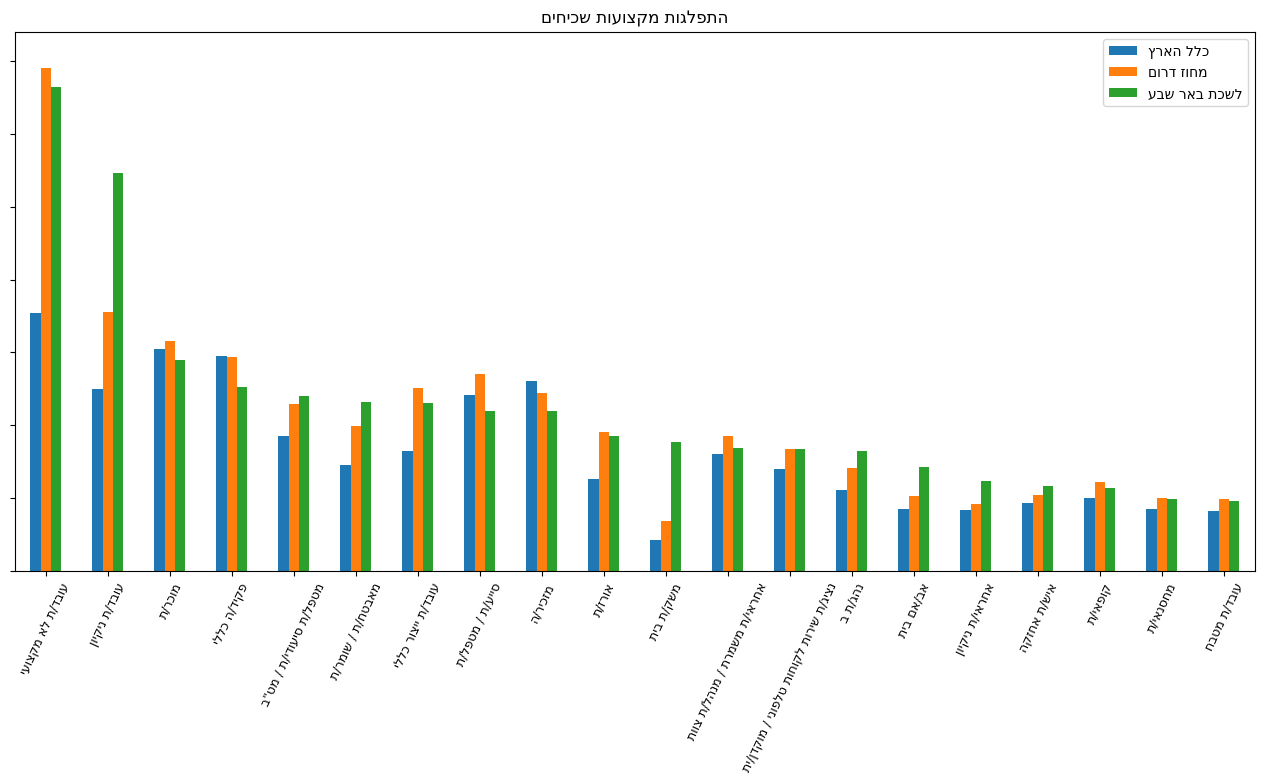 התפלגות מקצועות שכיחים
כלל הארץ
מחוז דרום
לשכת באר שבע
עובד/ת לא מקצועי
עובד/ת ניקיון
מוכר/ת
פקיד/ה כללי
מטפל/ת סיעודי/ת / מט"ב
מאבטח/ת / שומר/ת
עובד/ת ייצור כללי
סייע/ת / מטפל/ת
מזכיר/ה
אורז/ת
משק/ת בית
אחראי/ת משמרת / מנהל/ת צוות
נציג/ת שירות לקוחות טלפוני / מוקדן/ית
נהג/ת ב
אב/אם בית
אחראי/ת ניקיון
איש/ת אחזקה
קופאי/ת
מחסנאי/ת
עובד/ת מטבח